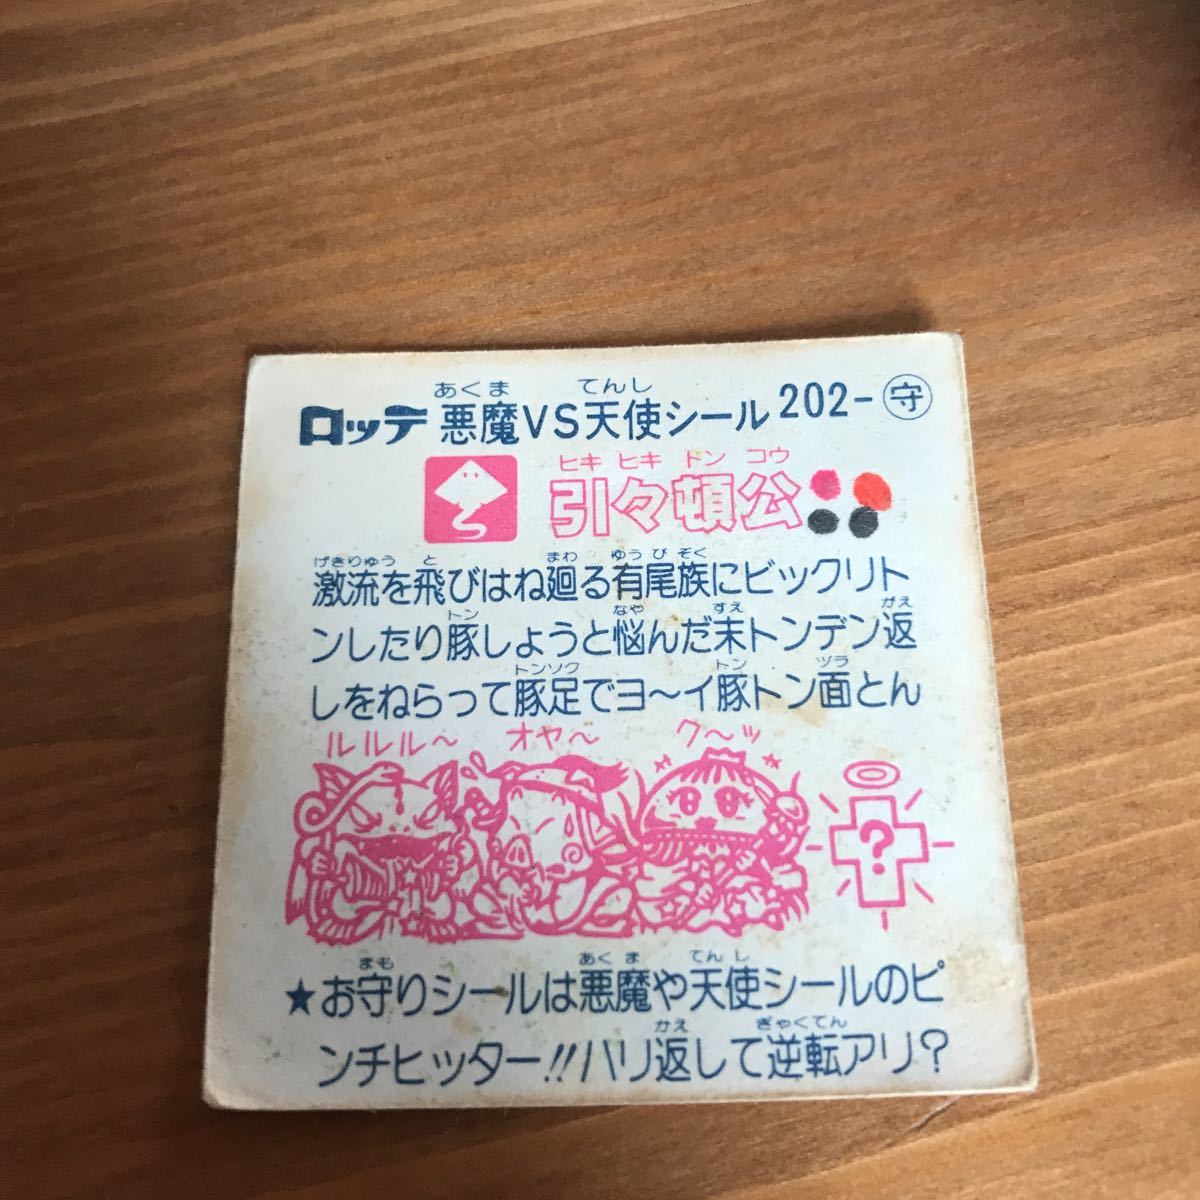 あくま てんし
ロッテ 悪魔VS天使シール 202-守
ヒキ ヒキ トン コウ
引々頓公
げきりゅう と まわ ゆうびぞく
激流を飛びはね廻る有尾族にビックリト
トン なや すえ がえ
ンしたり豚しょうと悩んだ末トンデン返
トンソク トン ヅラ
しをねらって豚足でヨ〜イ豚トン面とん
ルルル〜 オヤ〜 ク〜ッ
?
まも あくま てんし
★お守りシールは悪魔や天使シールのピ
かえ ぎゃくてん
ンチヒッター!!ハリ返して逆転アリ?